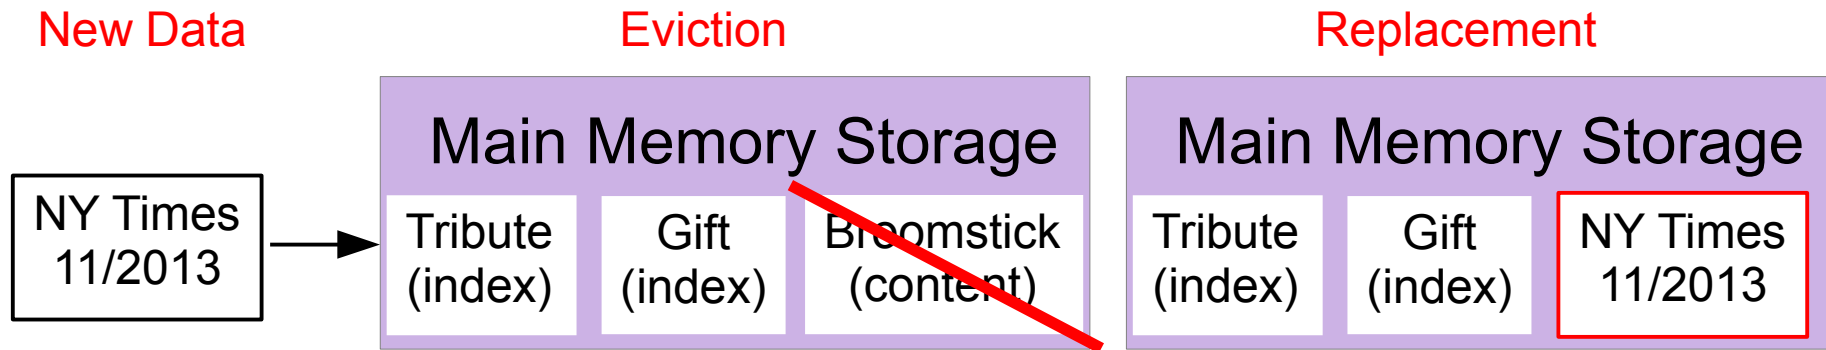 New Data
Eviction
Replacement
NY Times
11/2013
Main Memory Storage
Tribute
(index)
Gift
(index)
Broomstick
(content)
Main Memory Storage
Tribute
(index)
Gift
(index)
NY Times
11/2013